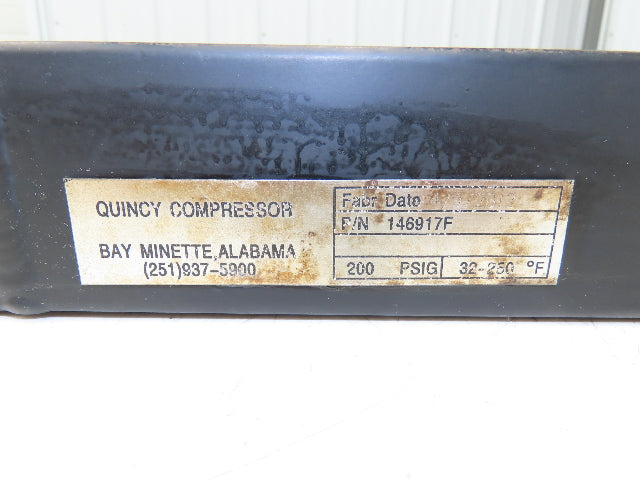 QUINCY COMPRESSOR
BAY MINETTE, ALABAMA
(251)937-5900
Fabr Date
P/N 146917F
200 PSIG 32-250 °F